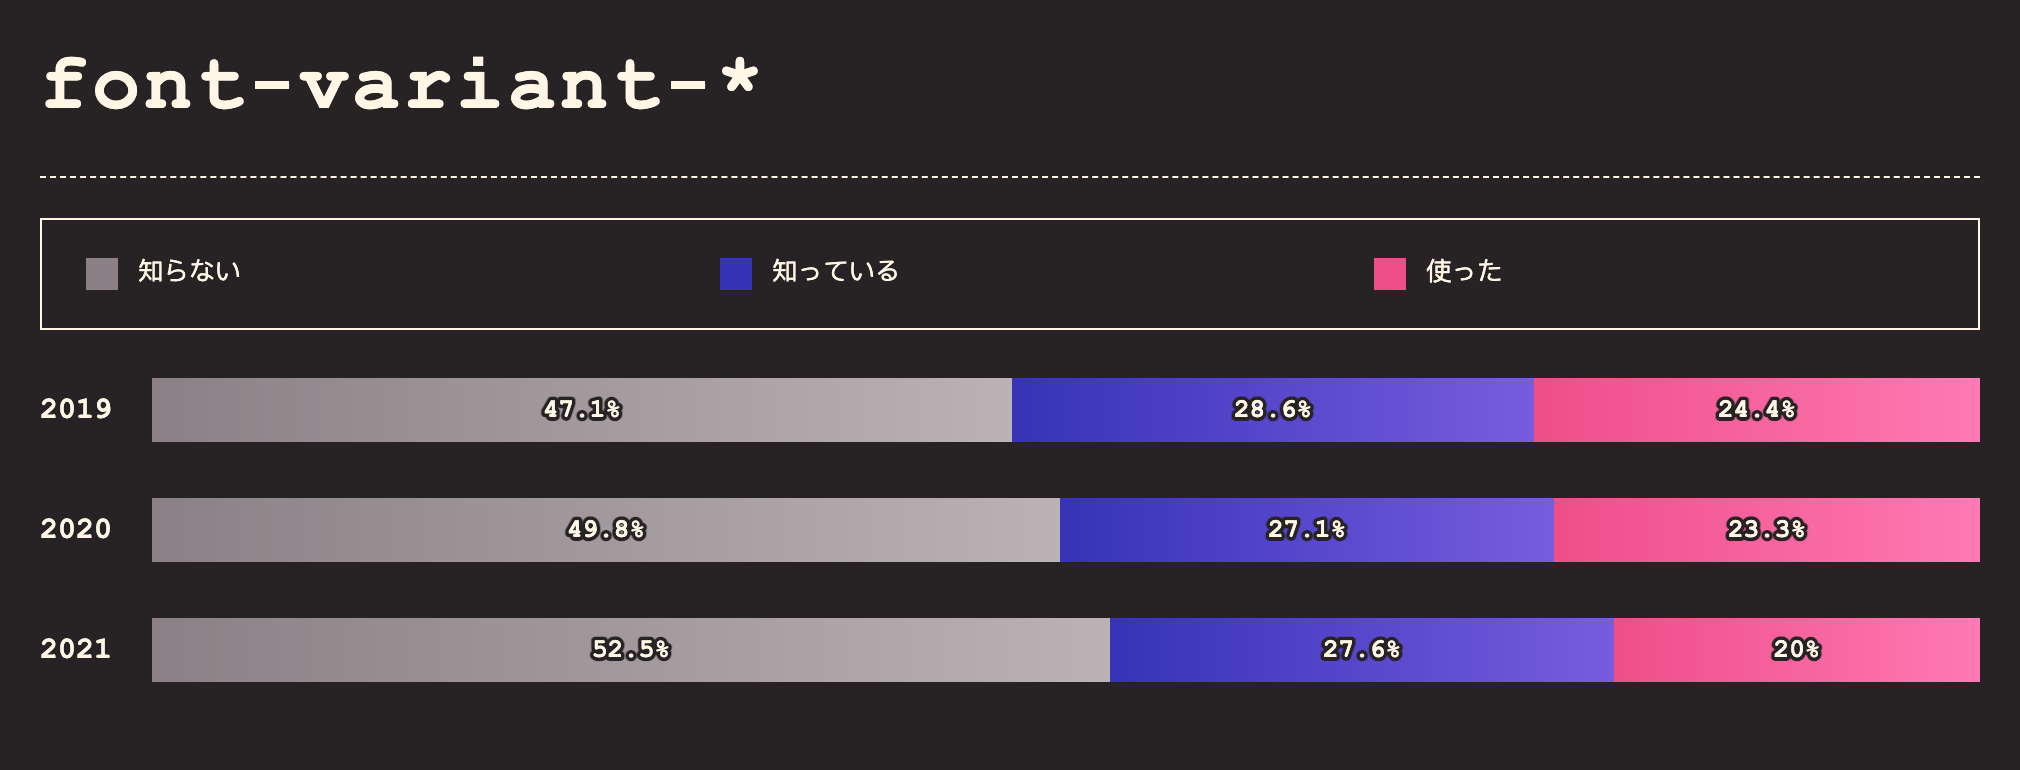 font-variant-*
知らない 知っている 使った
2019 47.1% 28.6% 24.4%
2020 49.8% 27.1% 23.3%
2021 52.5% 27.6% 20%